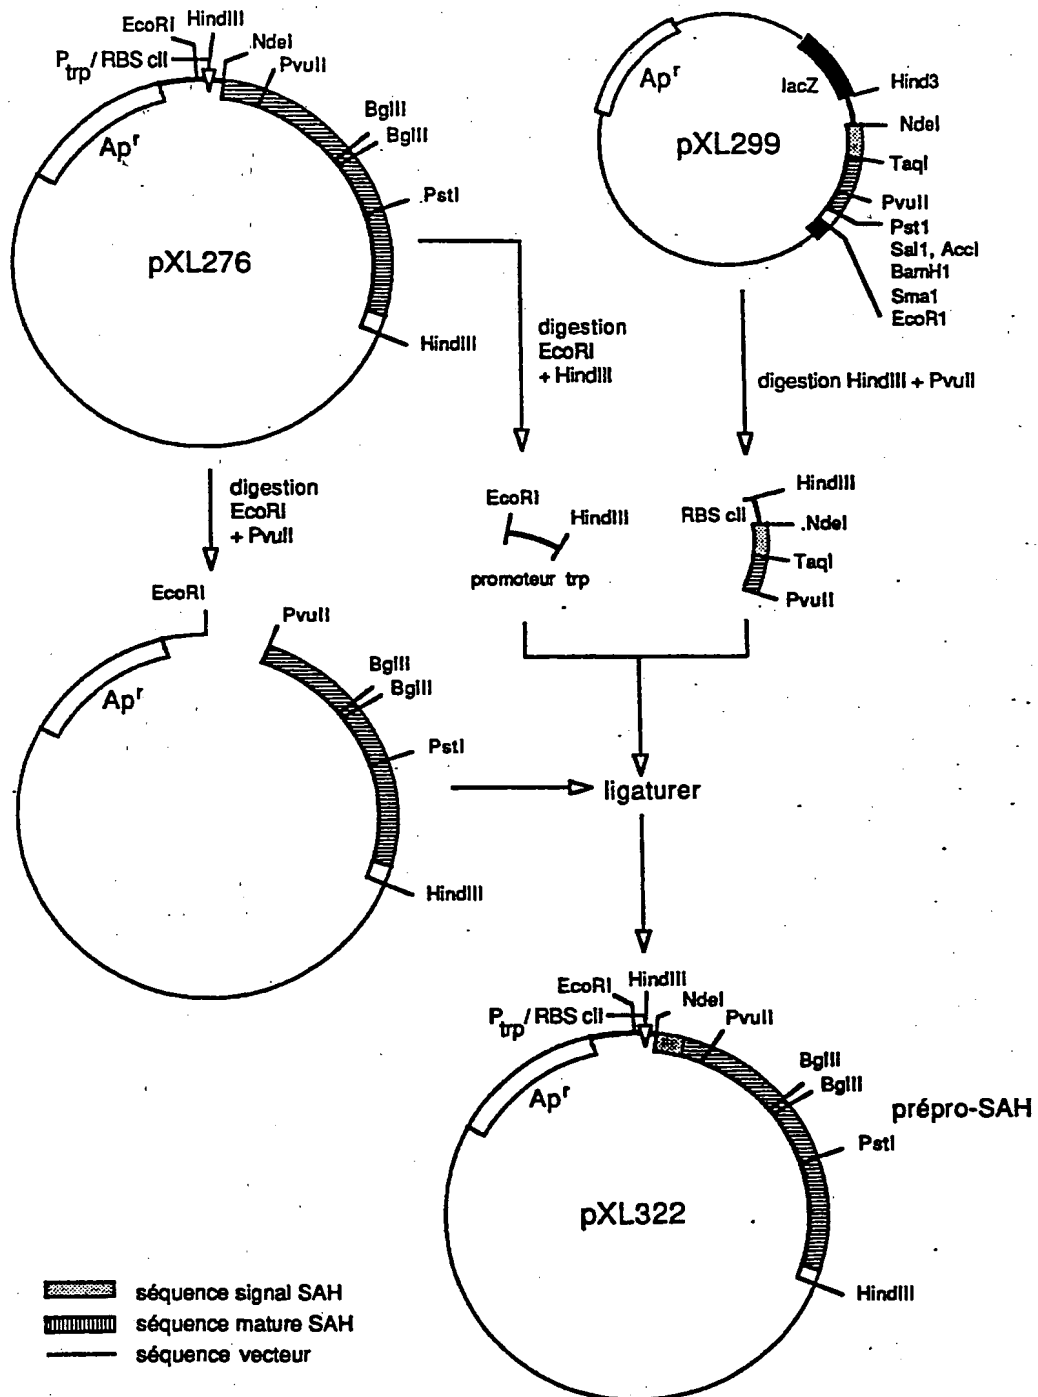 EcoRI
HindIII
Ptrp/RBS cII
NdeI
PvuII
BglII
BglII
PstI
Apr
pXL276
HindIII
lacZ
Hind3
NdeI
TaqI
PvuII
Pst1
Sal1, AccI
BamH1
Sma1
EcoR1
Apr
pXL299
digestion
EcoRI
+ HindIII
digestion HindIII + PvuII
digestion
EcoRI
+ PvuII
EcoRI
HindIII
promoteur trp
HindIII
RBS cII
NdeI
TaqI
PvuII
EcoRI
PvuII
BglII
BglII
Apr
PstI
HindIII
ligaturer
EcoRI
HindIII
Ptrp/RBS cII
NdeI
PvuII
BglII
BglII
Apr
prépro-SAH
PstI
pXL322
HindIII
séquence signal SAH
séquence mature SAH
séquence vecteur